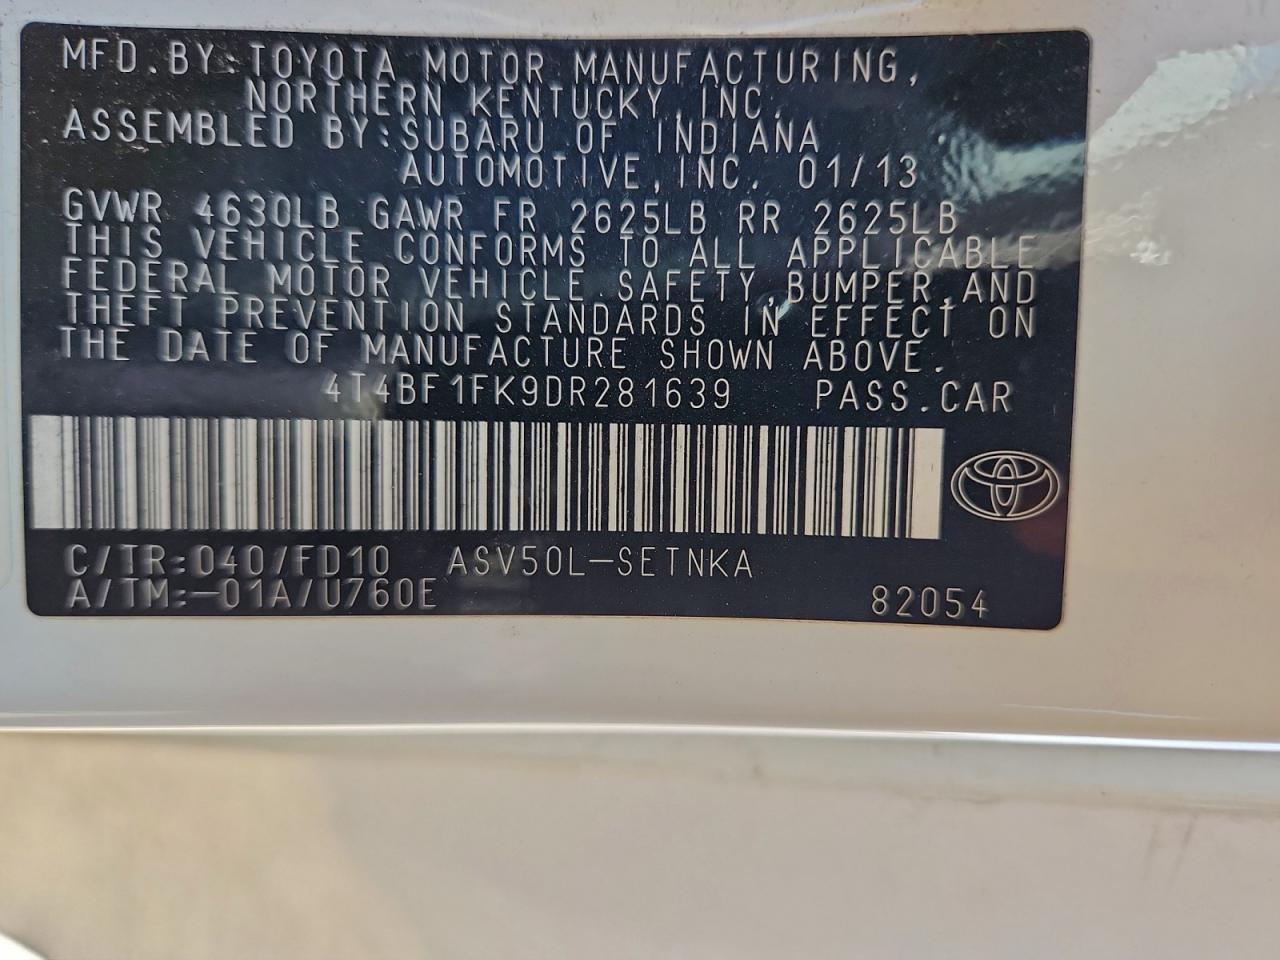 MFD.BY:TOYOTA MOTOR MANUFACTURING,
NORTHERN KENTUCKY, INC.
ASSEMBLED BY:SUBARU OF INDIANA
AUTOMOTIVE, INC. 01/13
GVWR 4630LB GAWR FR 2625LB RR 2625LB
THIS VEHICLE CONFORMS TO ALL APPLICABLE
FEDERAL MOTOR VEHICLE SAFETY, BUMPER, AND
THEFT PREVENTION STANDARDS IN EFFECT ON
THE DATE OF MANUFACTURE SHOWN ABOVE.
4T4BF1FK9DR281639 PASS.CAR
C/TR:040/FD10 ASV50L-SETNKA
A/TM:-01A/U760E 82054